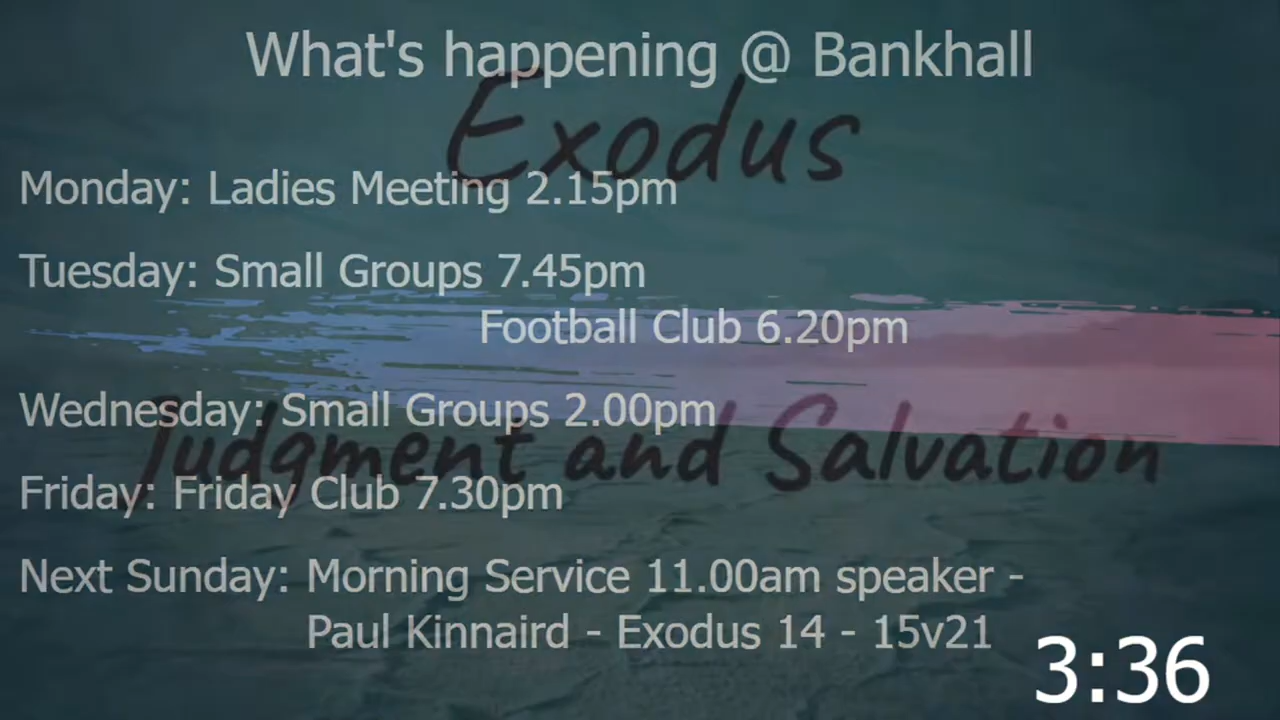 What's happening @ Bankhall
Exodus
Monday: Ladies Meeting 2.15pm
Tuesday: Small Groups 7.45pm
Football Club 6.20pm
Wednesday: Small Groups 2.00pm
Judgment and Salvation
Friday: Friday Club 7.30pm
Next Sunday: Morning Service 11.00am speaker -
Paul Kinnaird - Exodus 14 - 15v21
3:36